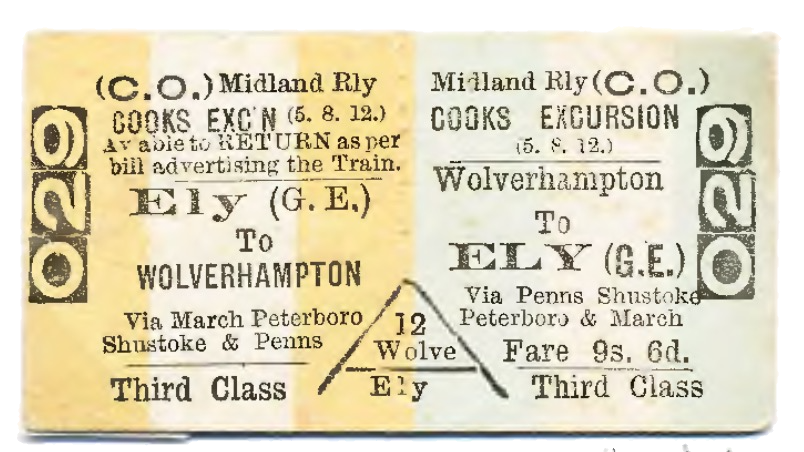 (C.O.) Midland Rly
COOKS EXC'N (5. 8. 12.)
Av able to RETURN as per
bill advertising the Train.
Ely (G. E.)
To
WOLVERHAMPTON
Via March Peterboro
Shustoke & Penns
Third Class
029
12
Wolve
Ely
Midland Rly (C.O.)
COOKS EXCURSION
(5. 8. 12.)
Wolverhampton
To
ELY (G.E.)
Via Penns Shustoke
Peterboro & March
Fare 9s. 6d.
Third Class
029